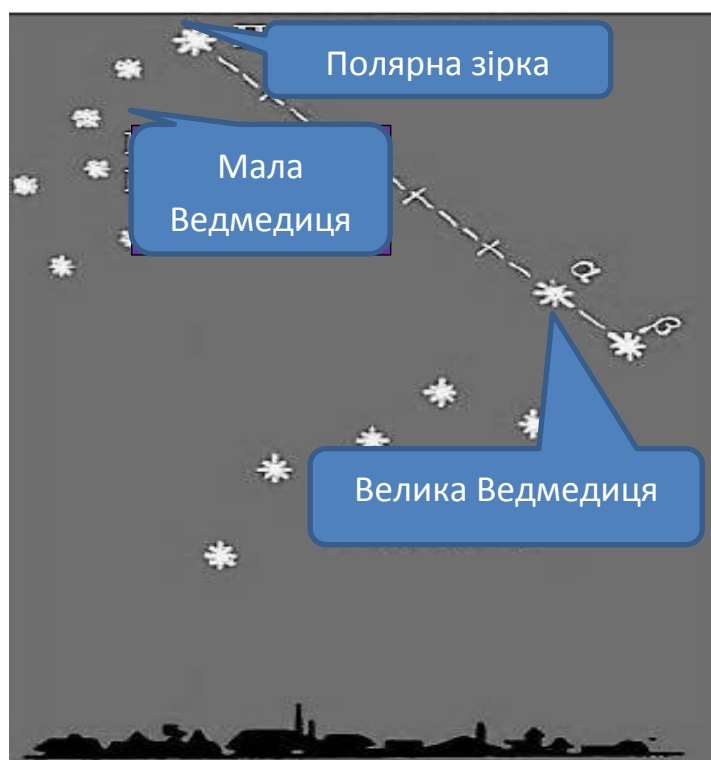 Полярна зірка
Мала
Ведмедиця
α
β
Велика Ведмедиця